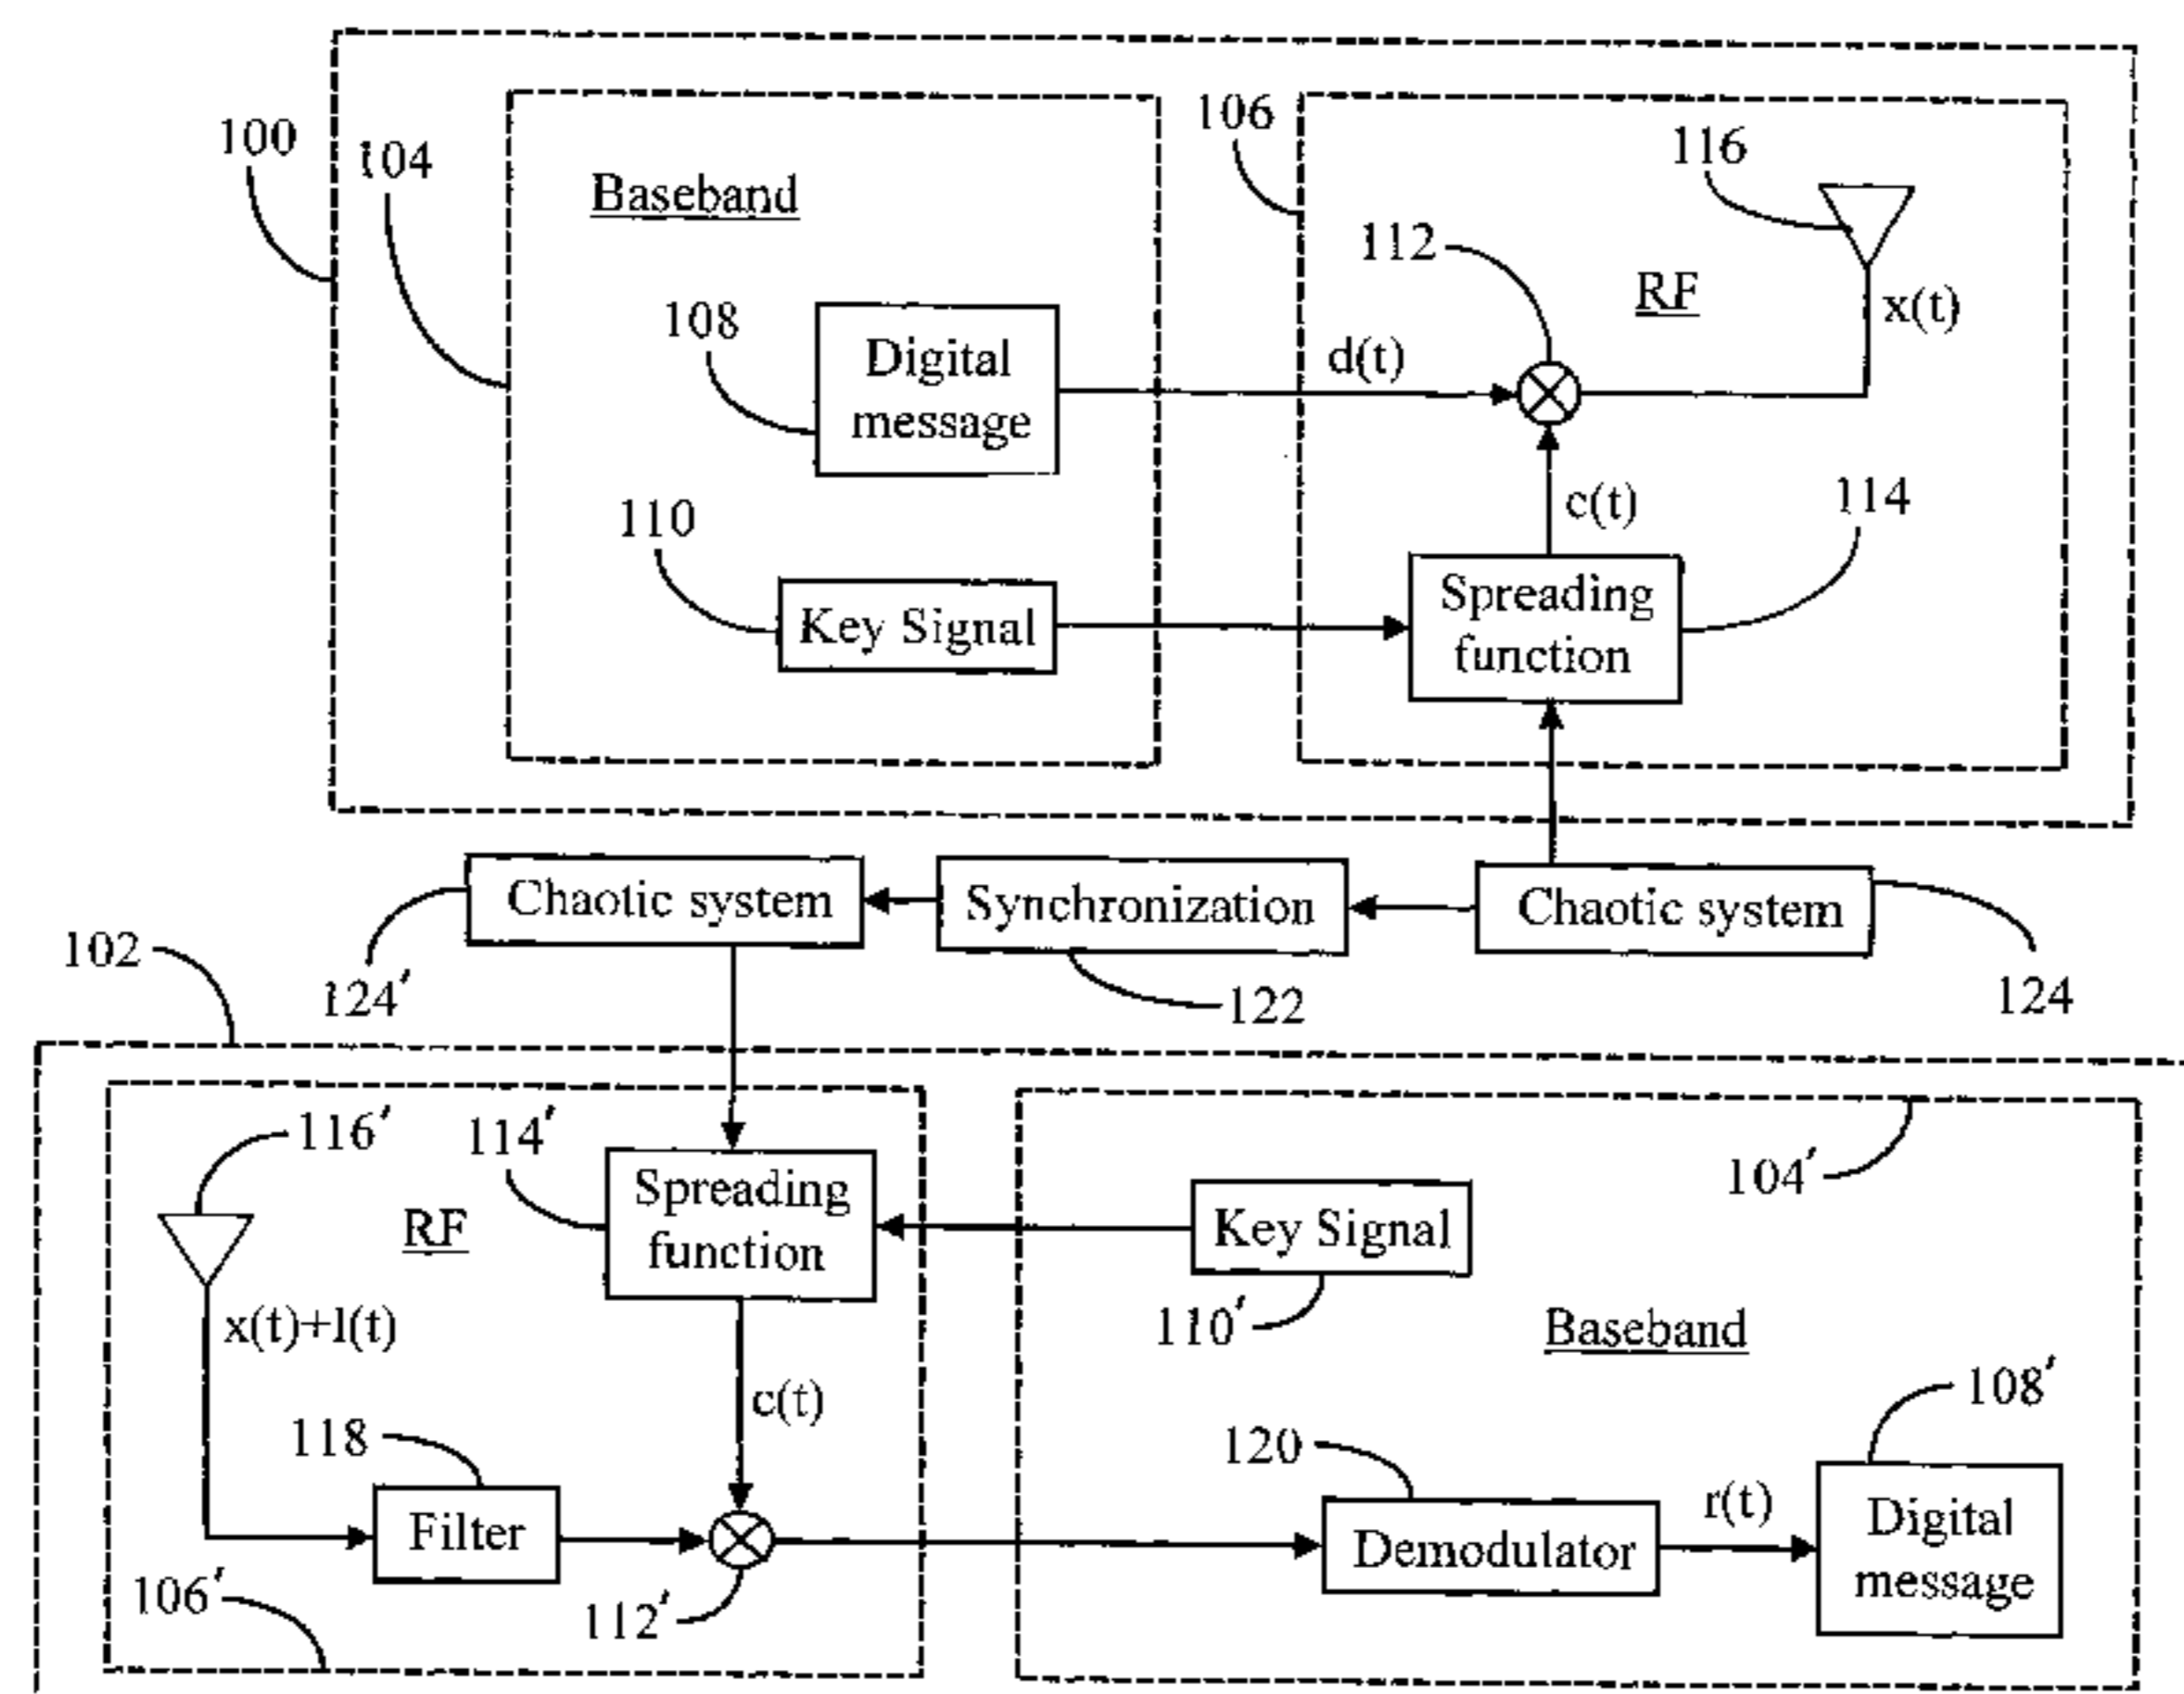 100
104
Baseband
106
116
112
RF
x(t)
108
Digital
message
d(t)
110
Key Signal
c(t)
114
Spreading
function
Chaotic system
Synchronization
Chaotic system
102
124′
122
124
116′
114′
RF
Spreading
function
Key Signal
104′
110′
Baseband
x(t)+l(t)
c(t)
118
Filter
120
Demodulator
r(t)
108′
Digital
message
106′
112′